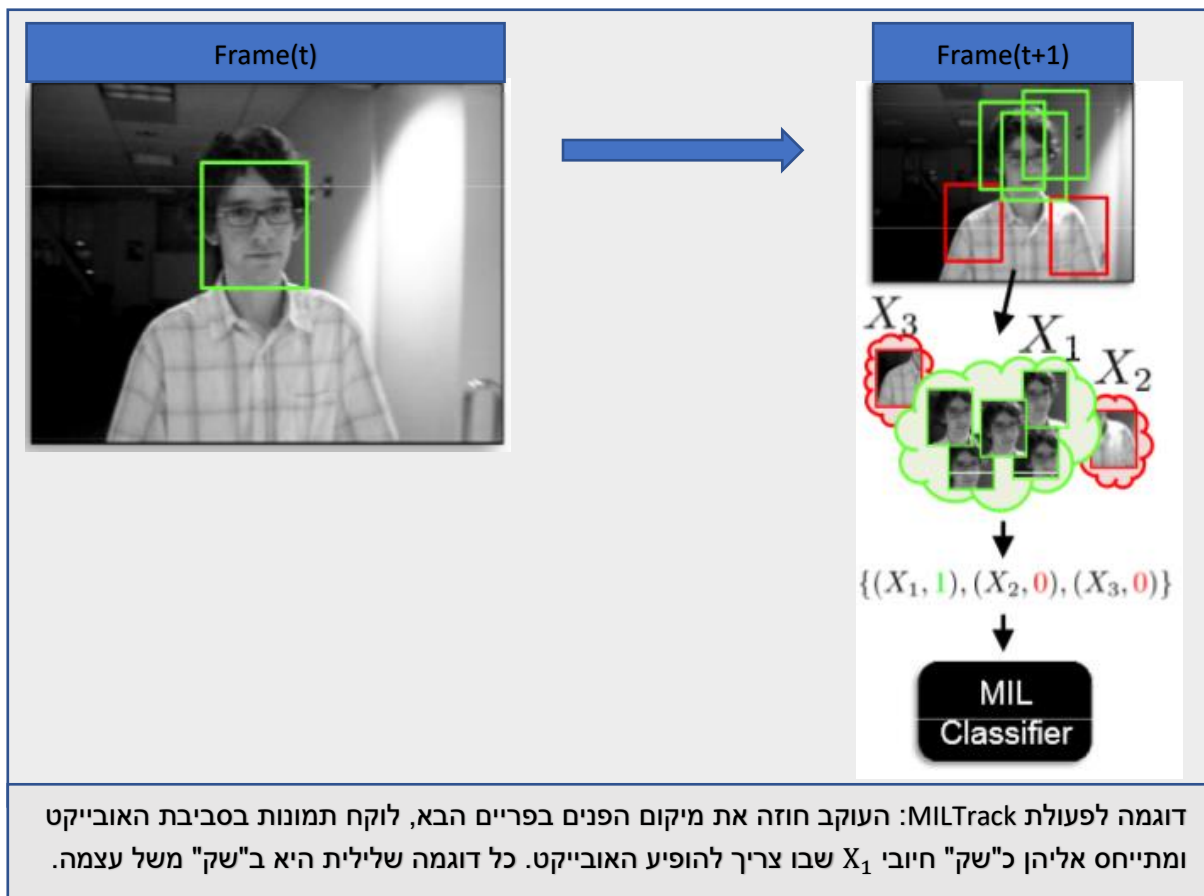 Frame(t)
Frame(t+1)
X₃
X₁
X₂
{(X₁, 1), (X₂, 0), (X₃, 0)}
MIL
Classifier
דוגמה לפעולת MILTrack: העוקב חוזה את מיקום הפנים בפריים הבא, לוקח תמונות בסביבת האובייקט
ומתייחס אליהן כ"שק" חיובי X₁ שבו צריך להופיע האובייקט. כל דוגמה שלילית היא ב"שק" משל עצמה.